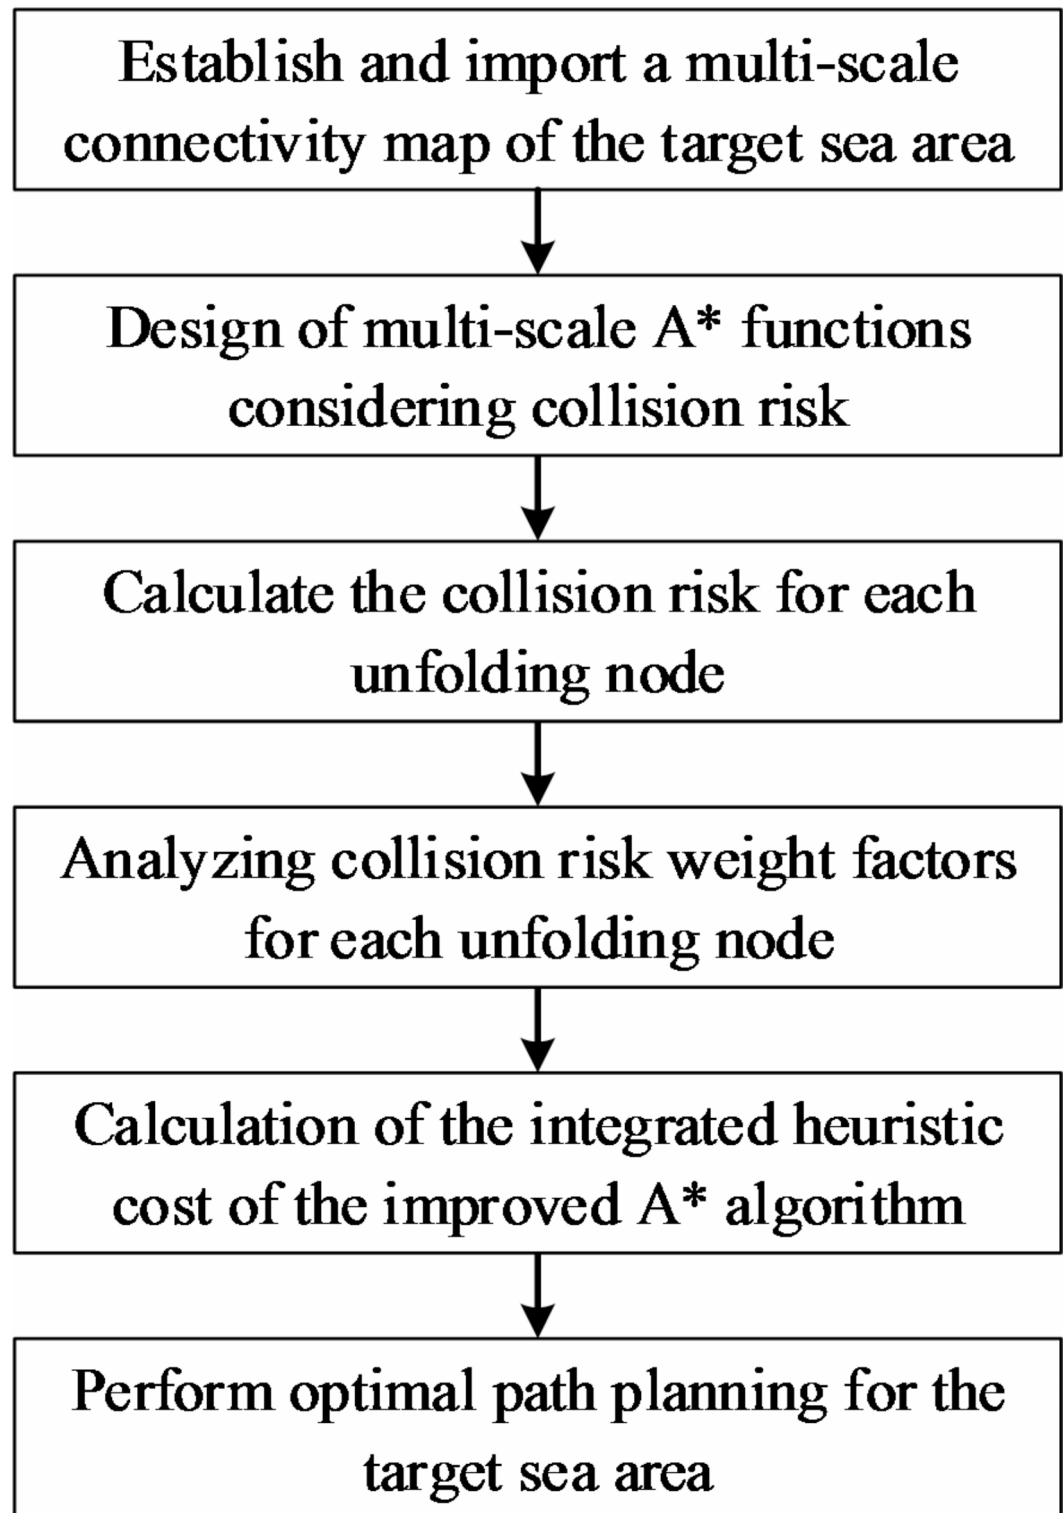 Establish and import a multi-scale
connectivity map of the target sea area
Design of multi-scale A* functions
considering collision risk
Calculate the collision risk for each
unfolding node
Analyzing collision risk weight factors
for each unfolding node
Calculation of the integrated heuristic
cost of the improved A* algorithm
Perform optimal path planning for the
target sea area